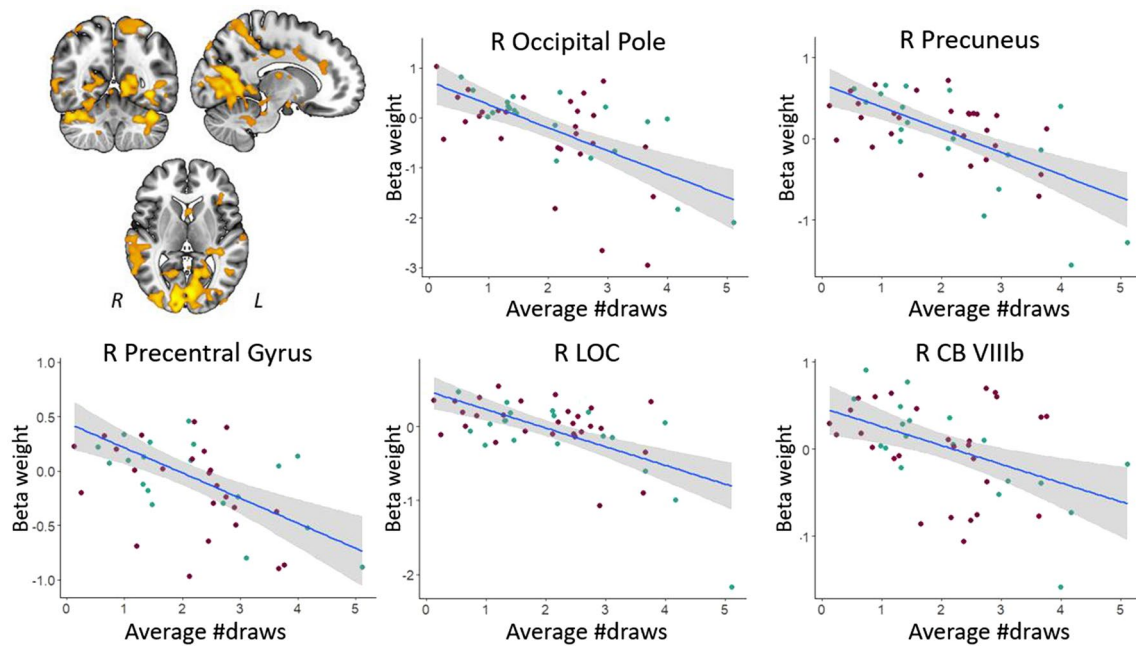 R L
R Occipital Pole
Beta weight
1
0
-1
-2
-3
0 1 2 3 4 5
Average #draws
R Precuneus
Beta weight
1
0
-1
0 1 2 3 4 5
Average #draws
R Precentral Gyrus
Beta weight
1.0
0.5
0.0
-0.5
-1.0
0 1 2 3 4 5
Average #draws
R LOC
Beta weight
1
0
-1
-2
0 1 2 3 4 5
Average #draws
R CB VIIIb
Beta weight
1
0
-1
0 1 2 3 4 5
Average #draws